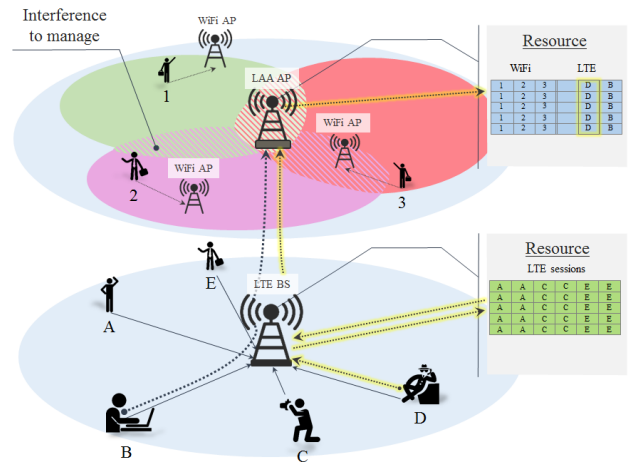 Interference
to manage
WiFi AP
1
LAA AP
WiFi AP
WiFi AP
2
3
Resource
WiFi LTE
1 2 3 D B
1 2 3 D B
1 2 3 D B
1 2 3 D B
1 2 3 D B
E
LTE BS
A
B
C
D
Resource
LTE sessions
A A C C E E
A A C C E E
A A C C E E
A A C C E E
A A C C E E